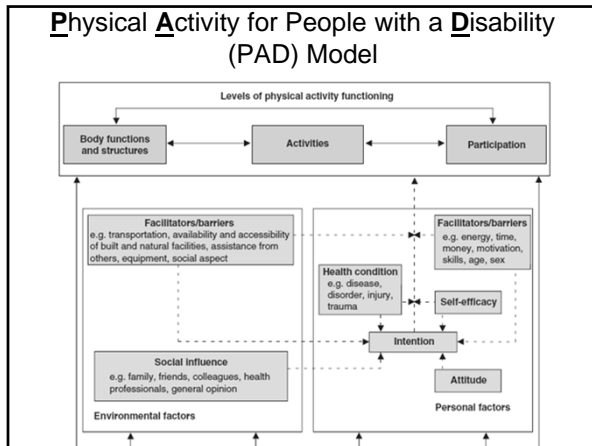 Physical Activity for People with a Disability
(PAD) Model
Levels of physical activity functioning
Body functions
and structures
Activities
Participation
Facilitators/barriers
e.g. transportation, availability and accessibility
of built and natural facilities, assistance from
others, equipment, social aspect
Facilitators/barriers
e.g. energy, time,
money, motivation,
skills, age, sex
Health condition
e.g. disease,
disorder, injury,
trauma
Self-efficacy
Intention
Social influence
e.g. family, friends, colleagues, health
professionals, general opinion
Attitude
Environmental factors
Personal factors